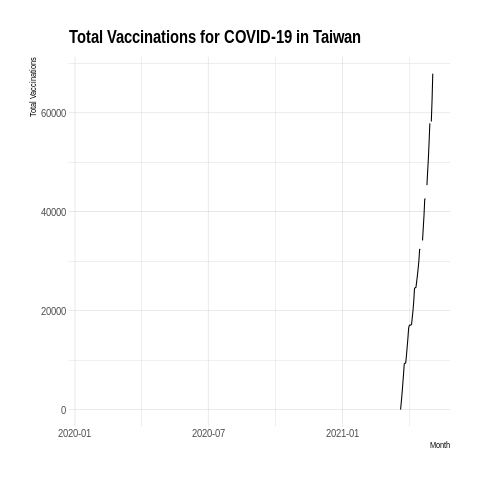 Total Vaccinations for COVID-19 in Taiwan
Total Vaccinations
60000
40000
20000
0
2020-01 2020-07 2021-01
Month